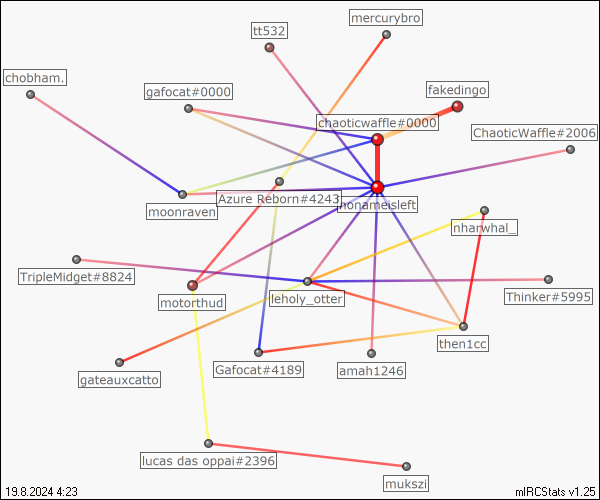 mercurybro
tt532
chobham.
gafocat#0000
fakedingo
chaoticwaffle#0000
ChaoticWaffle#2006
Azure Reborn#4243
nonameisleft
moonraven
nharwhal_
TripleMidget#8824
motorthud
leholy_otter
Thinker#5995
then1cc
Gafocat#4189
amah1246
gateauxcatto
lucas das oppai#2396
mukszi
19.8.2024 4:23
mIRCStats v1.25